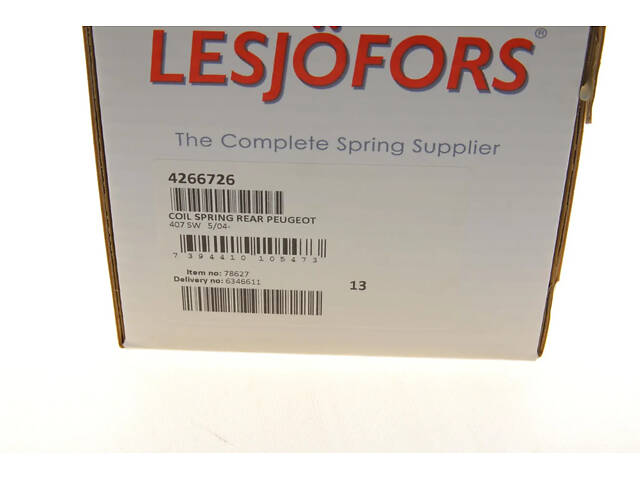 LESJÖFORS®
The Complete Spring Supplier
4266726
COIL SPRING REAR PEUGEOT
407 SW 5/04-
7 394410 105473
Item no: 78627
Delivery no: 6346611
13